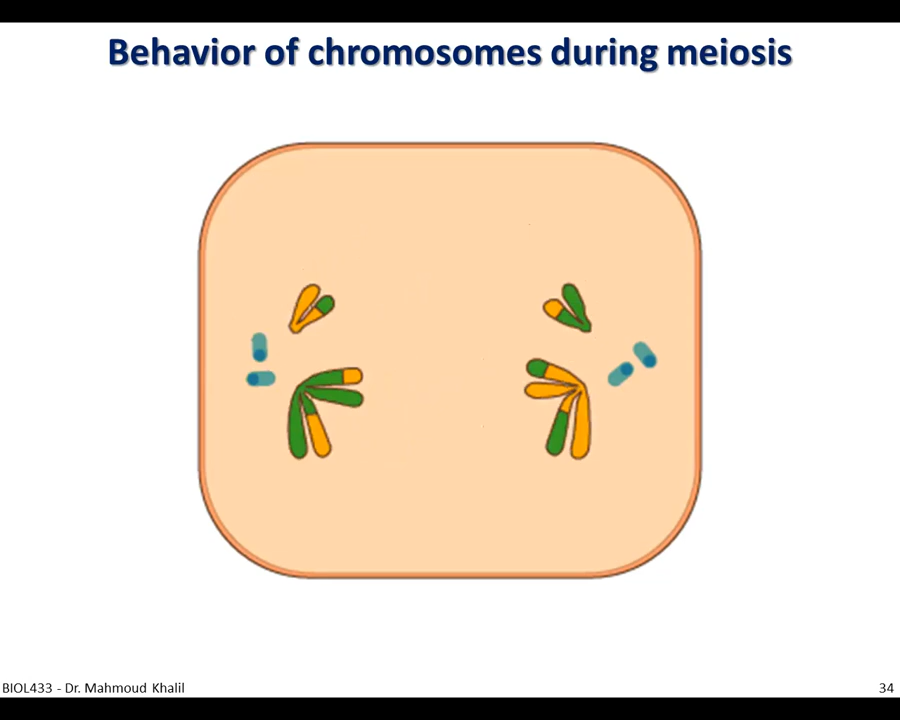 Behavior of chromosomes during meiosis
BIOL433 - Dr. Mahmoud Khalil
34